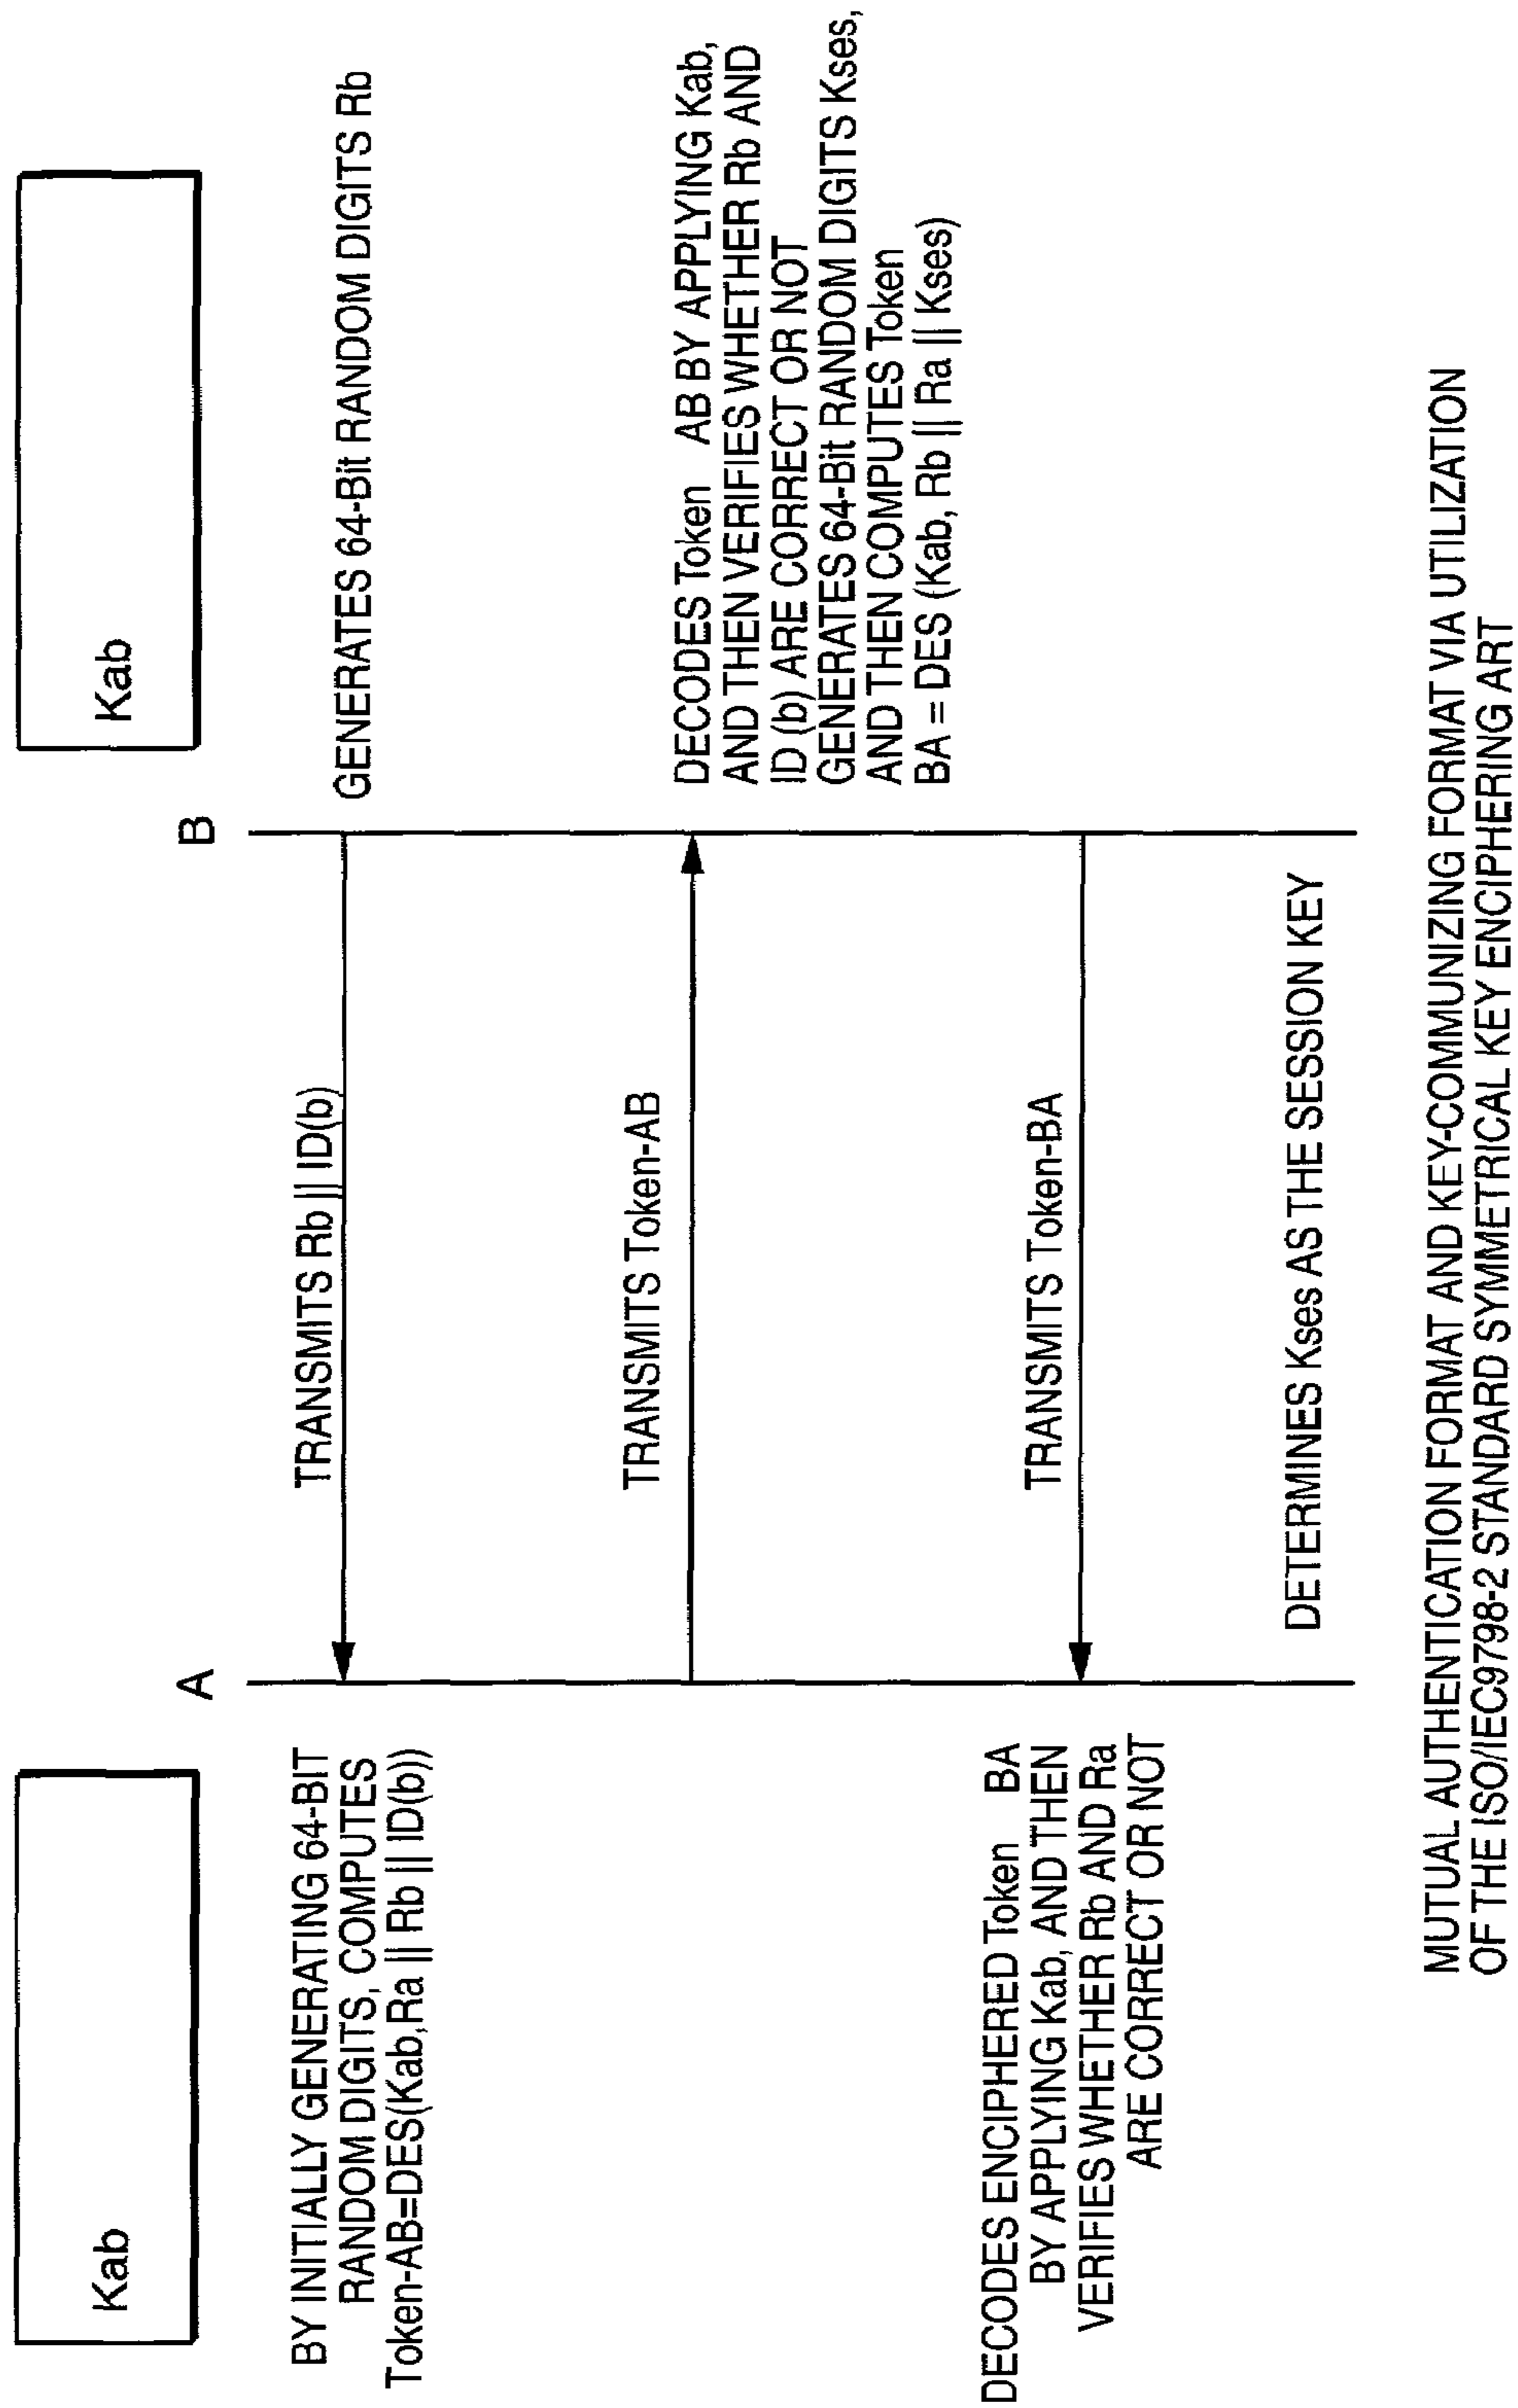 Kab
Kab
A
B
BY INITIALLY GENERATING 64-BIT
RANDOM DIGITS, COMPUTES
Token-AB=DES(Kab,Ra || Rb || ID(b))
TRANSMITS Rb || ID(b)
GENERATES 64-Bit RANDOM DIGITS Rb
TRANSMITS Token-AB
DECODES Token AB BY APPLYING Kab,
AND THEN VERIFIES WHETHER Rb AND
ID (b) ARE CORRECT OR NOT
GENERATES 64-Bit RANDOM DIGITS Kses,
AND THEN COMPUTES Token
BA = DES (Kab, Rb || Ra || Kses)
DECODES ENCIPHERED Token BA
BY APPLYING Kab, AND THEN
VERIFIES WHETHER Rb AND Ra
ARE CORRECT OR NOT
TRANSMITS Token-BA
DETERMINES Kses AS THE SESSION KEY
MUTUAL AUTHENTICATION FORMAT AND KEY-COMMUNIZING FORMAT VIA UTILIZATION
OF THE ISO/IEC9798-2 STANDARD SYMMETRICAL KEY ENCIPHERING ART